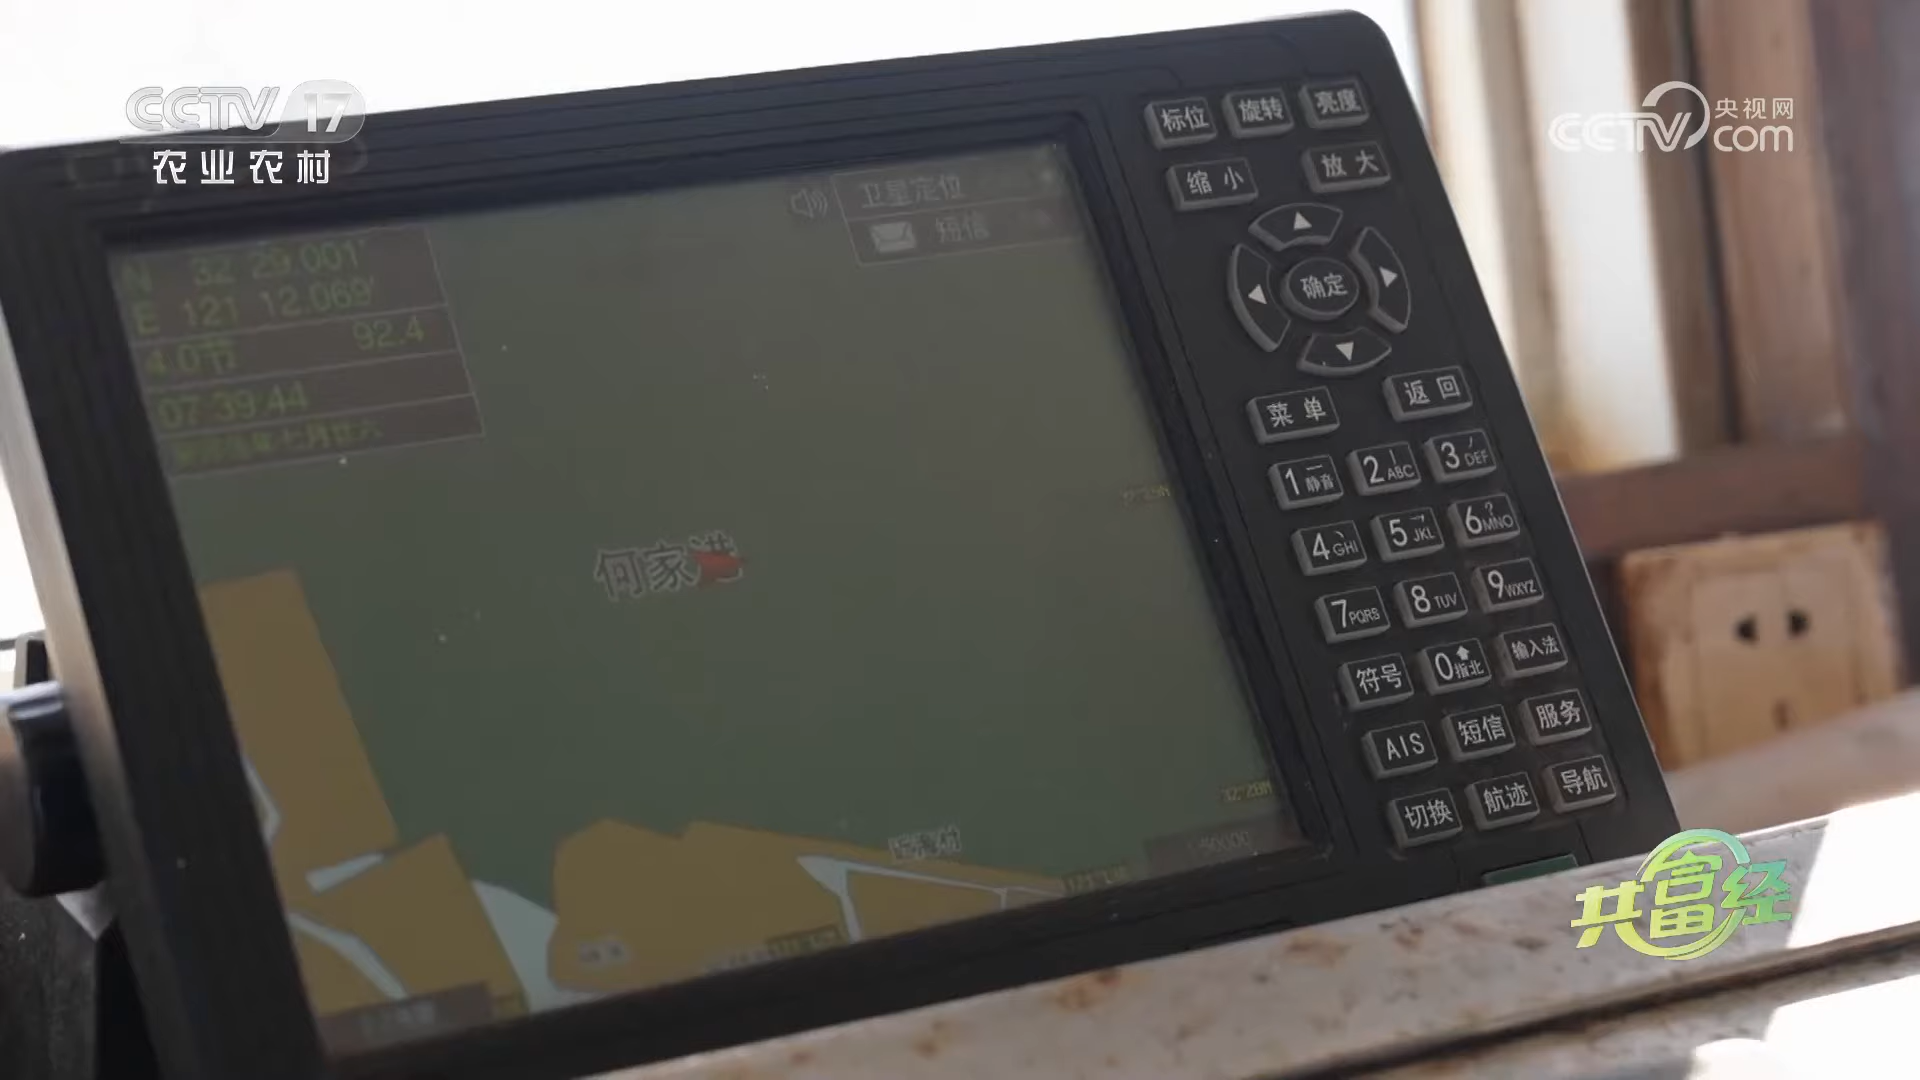 CCTV 17
农业农村
央视网
CCTV com
标位 旋转 亮度
缩小 放大
卫星定位
短信
N 32 29.001'
E 121 12.069'
4.0节 92.4
07:39:44
确定
菜单 返回
1 静音 2 ABC 3 DEF
4 GHI 5 JKL 6 MNO
7 PQRS 8 TUV 9 WXYZ
符号 0 指北 输入法
AIS 短信 服务
切换 航迹 导航
何家港
32°28N
共富经